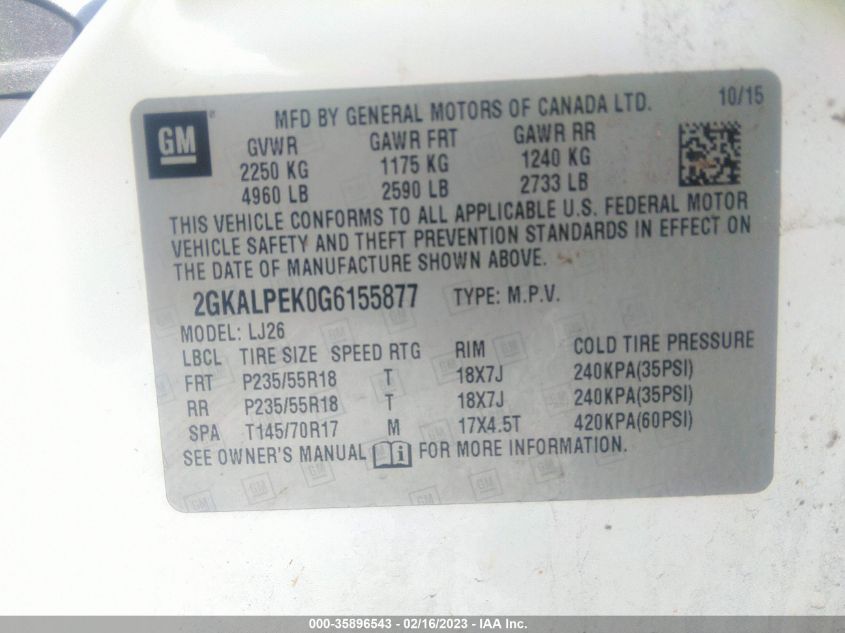 GM
MFD BY GENERAL MOTORS OF CANADA LTD. 10/15
GVWR GAWR FRT GAWR RR
2250 KG 1175 KG 1240 KG
4960 LB 2590 LB 2733 LB
THIS VEHICLE CONFORMS TO ALL APPLICABLE U.S. FEDERAL MOTOR
VEHICLE SAFETY AND THEFT PREVENTION STANDARDS IN EFFECT ON
THE DATE OF MANUFACTURE SHOWN ABOVE.
2GKALPEK0G6155877 TYPE: M.P.V.
MODEL: LJ26
LBCL TIRE SIZE SPEED RTG RIM COLD TIRE PRESSURE
FRT P235/55R18 T 18X7J 240KPA(35PSI)
RR P235/55R18 T 18X7J 240KPA(35PSI)
SPA T145/70R17 M 17X4.5T 420KPA(60PSI)
SEE OWNER'S MANUAL FOR MORE INFORMATION.
000-35896543 - 02/16/2023 - IAA Inc.